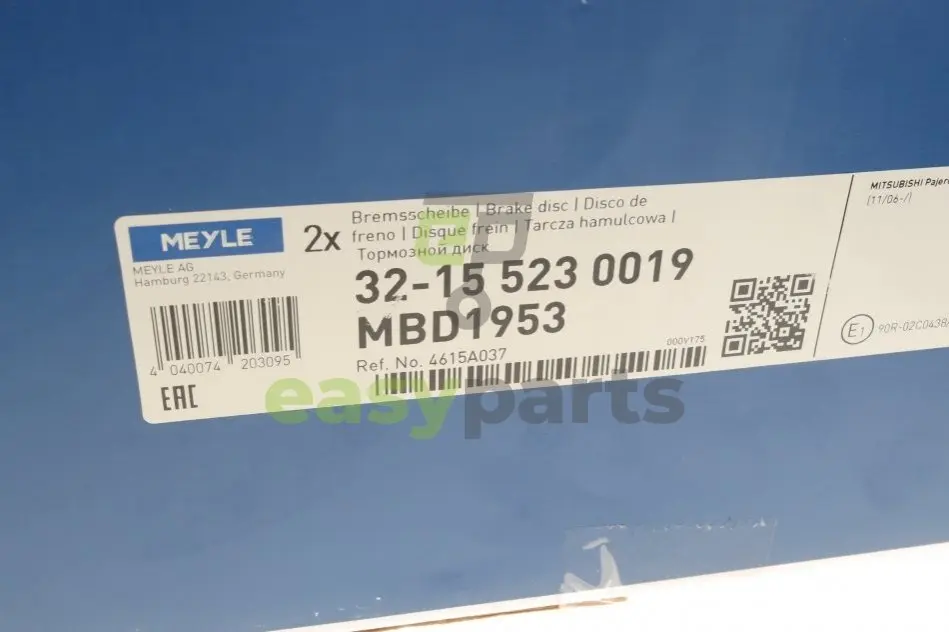 MEYLE
MEYLE AG
Hamburg 22143, Germany
4 040074 203095
EAC
2x
Bremsscheibe | Brake disc | Disco de
freno | Disque frein | Tarcza hamulcowa |
Тормозной диск
32-15 523 0019
MBD1953
Ref. No. 4615A037
000V175
MITSUBISHI
(11/06-/)
E1
easyparts